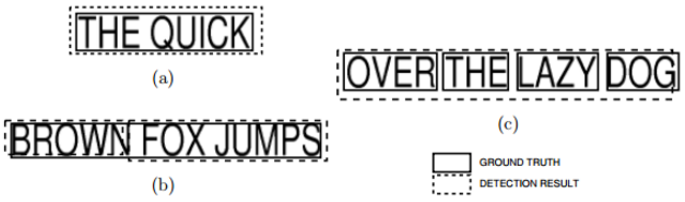 THE QUICK
(a)
BROWN FOX JUMPS
(b)
OVER THE LAZY DOG
(c)
GROUND TRUTH
DETECTION RESULT